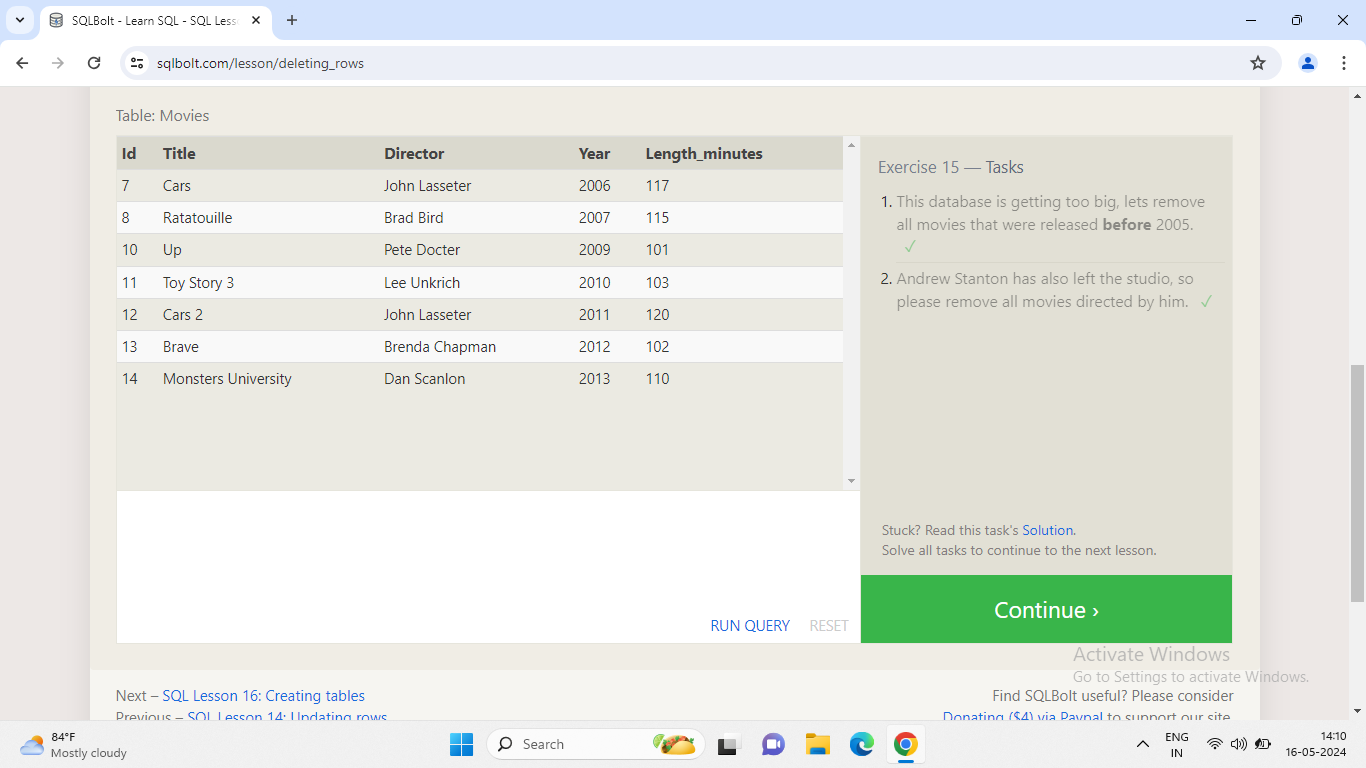 SQLBolt - Learn SQL - SQL Less
sqlbolt.com/lesson/deleting_rows
Table: Movies
Id Title Director Year Length_minutes
7 Cars John Lasseter 2006 117
8 Ratatouille Brad Bird 2007 115
10 Up Pete Docter 2009 101
11 Toy Story 3 Lee Unkrich 2010 103
12 Cars 2 John Lasseter 2011 120
13 Brave Brenda Chapman 2012 102
14 Monsters University Dan Scanlon 2013 110
RUN QUERY RESET
Exercise 15 — Tasks
1. This database is getting too big, lets remove
all movies that were released before 2005.
✓
2. Andrew Stanton has also left the studio, so
please remove all movies directed by him. ✓
Stuck? Read this task's Solution.
Solve all tasks to continue to the next lesson.
Continue ›
Activate Windows
Go to Settings to activate Windows.
Next – SQL Lesson 16: Creating tables
Previous – SQL Lesson 14: Updating rows
Find SQLBolt useful? Please consider
Donating ($4) via Paypal to support our site.
84°F
Mostly cloudy
Search
ENG
IN
14:10
16-05-2024